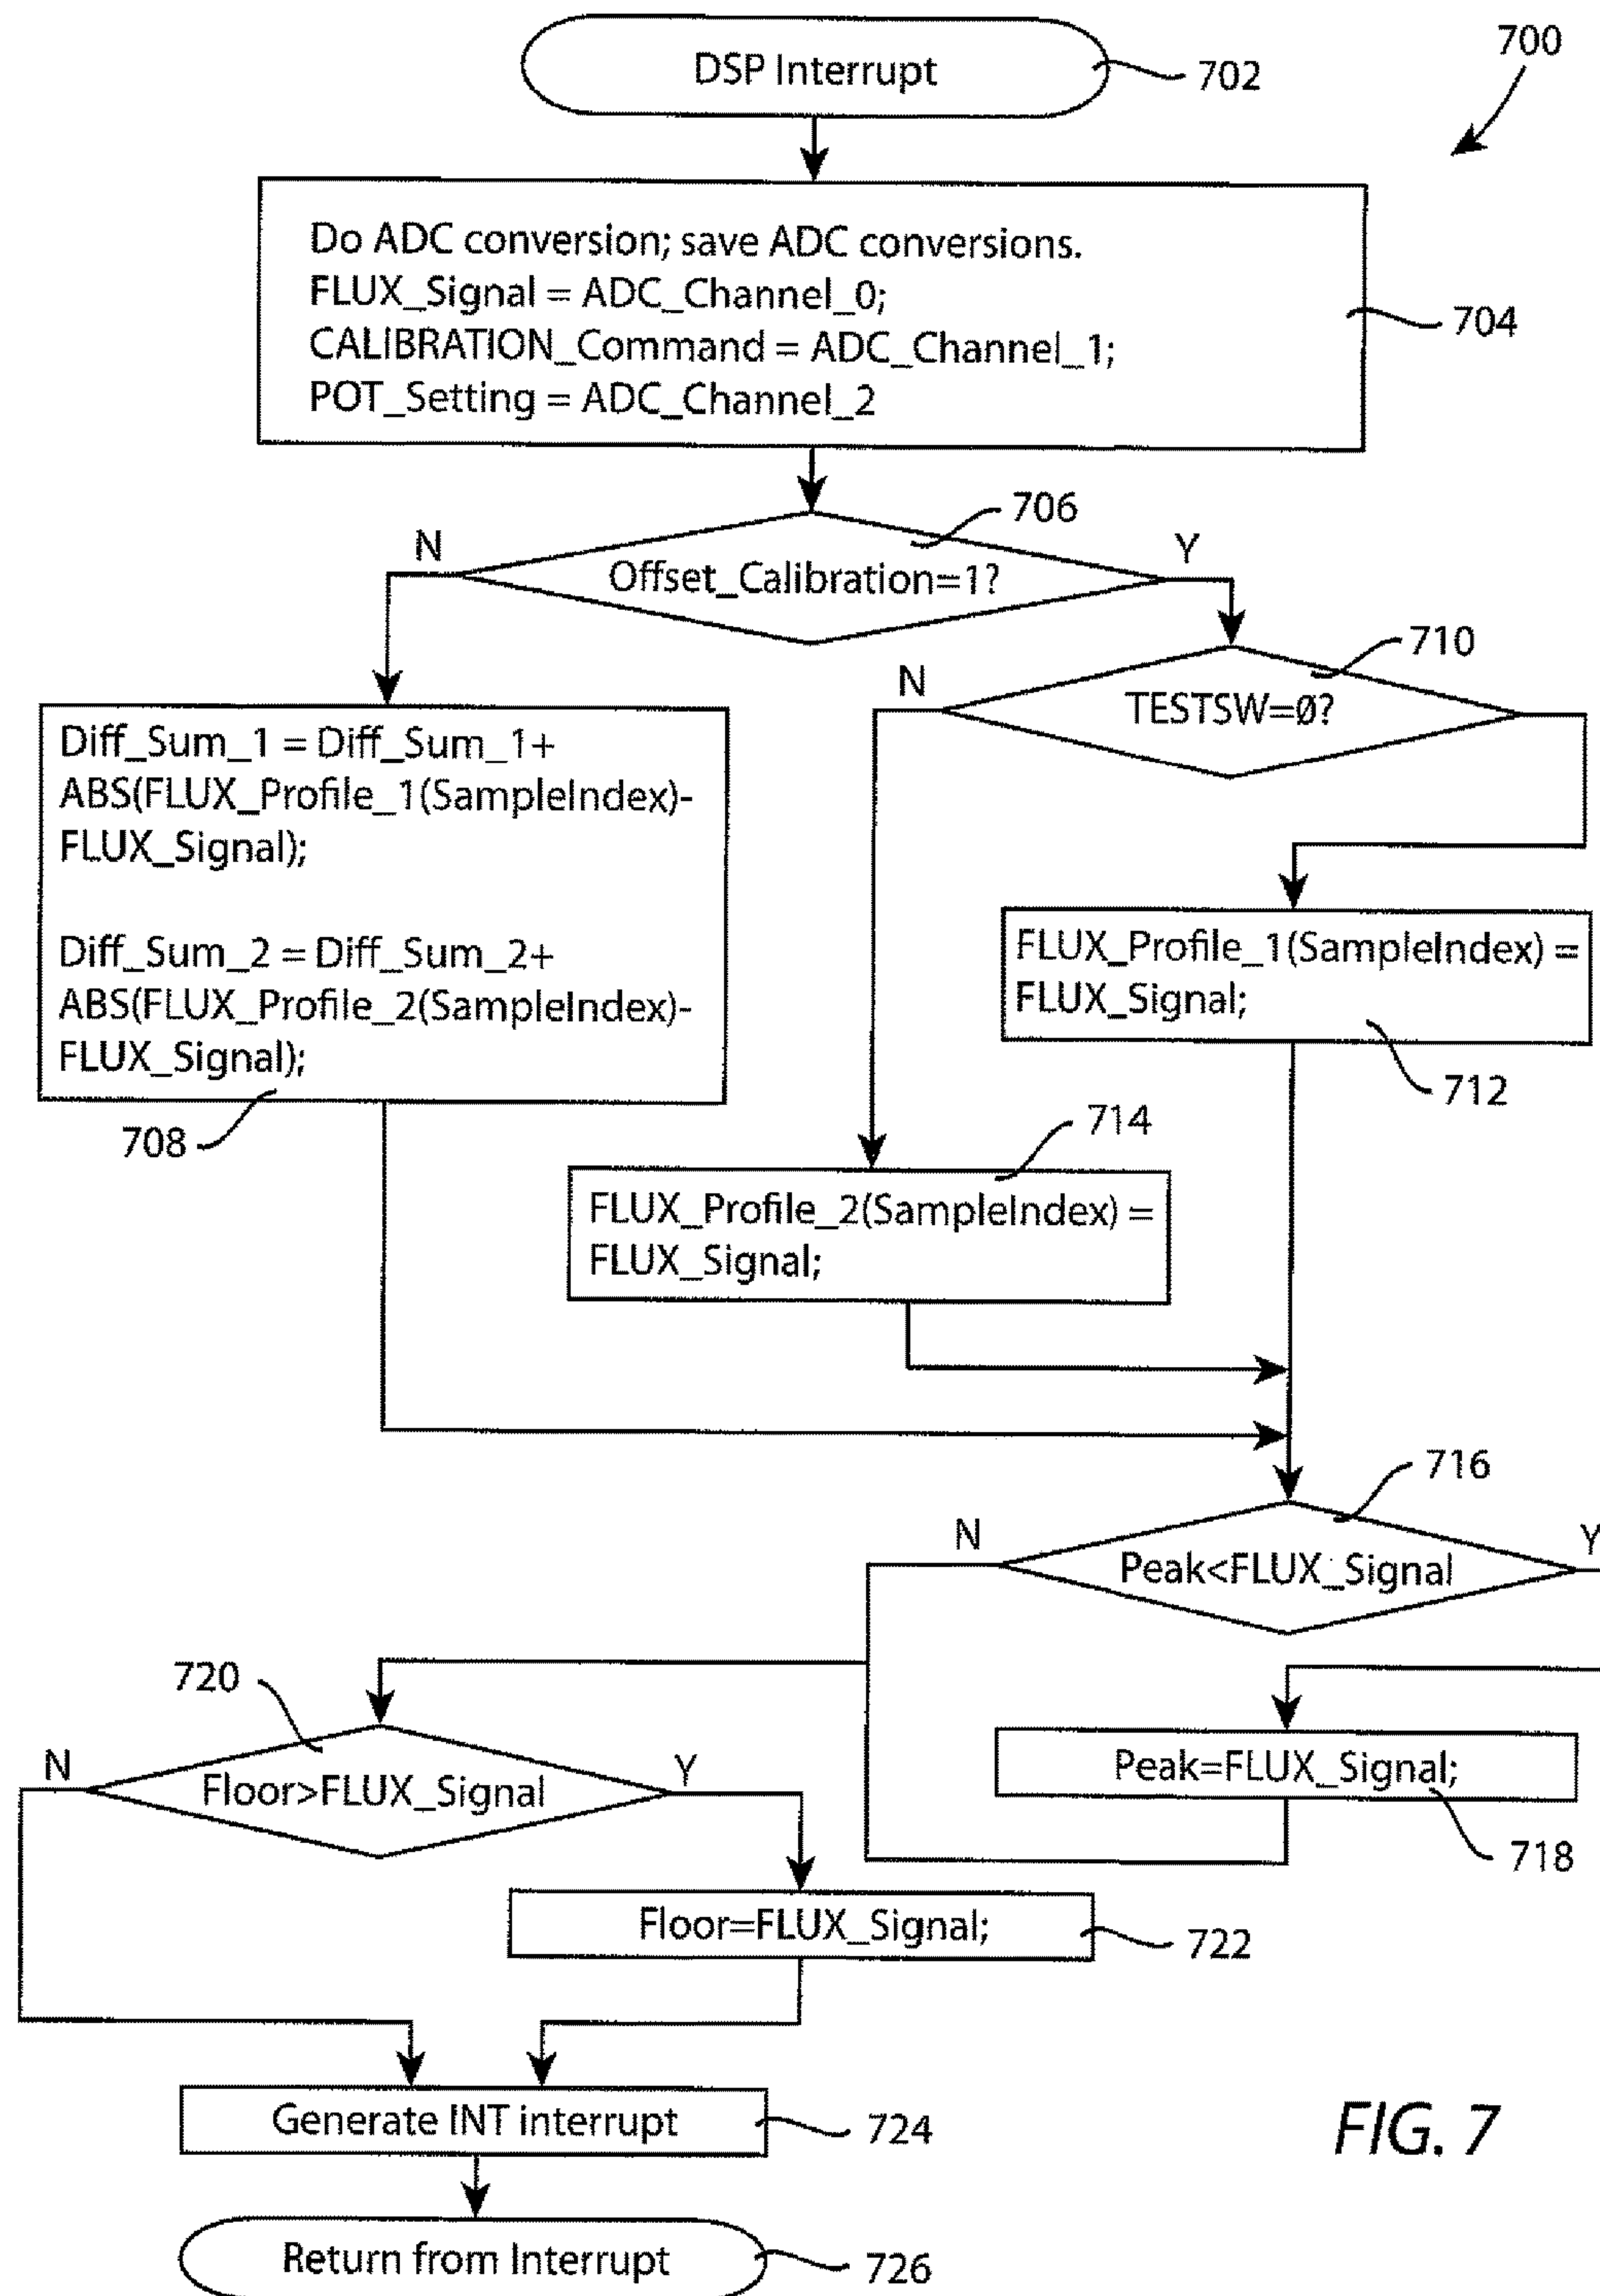 DSP Interrupt
702
700
Do ADC conversion; save ADC conversions.
FLUX_Signal = ADC_Channel_0;
CALIBRATION_Command = ADC_Channel_1;
POT_Setting = ADC_Channel_2
704
706
N
Offset_Calibration=1?
Y
710
N
TESTSW=Ø?
Diff_Sum_1 = Diff_Sum_1+
ABS(FLUX_Profile_1(SampleIndex)-
FLUX_Signal);
Diff_Sum_2 = Diff_Sum_2+
ABS(FLUX_Profile_2(SampleIndex)-
FLUX_Signal);
708
FLUX_Profile_1(SampleIndex) =
FLUX_Signal;
712
714
FLUX_Profile_2(SampleIndex) =
FLUX_Signal;
716
N
Peak<FLUX_Signal
Y
720
N
Floor>FLUX_Signal
Y
Peak=FLUX_Signal;
718
Floor=FLUX_Signal;
722
Generate INT interrupt
724
FIG. 7
Return from Interrupt
726